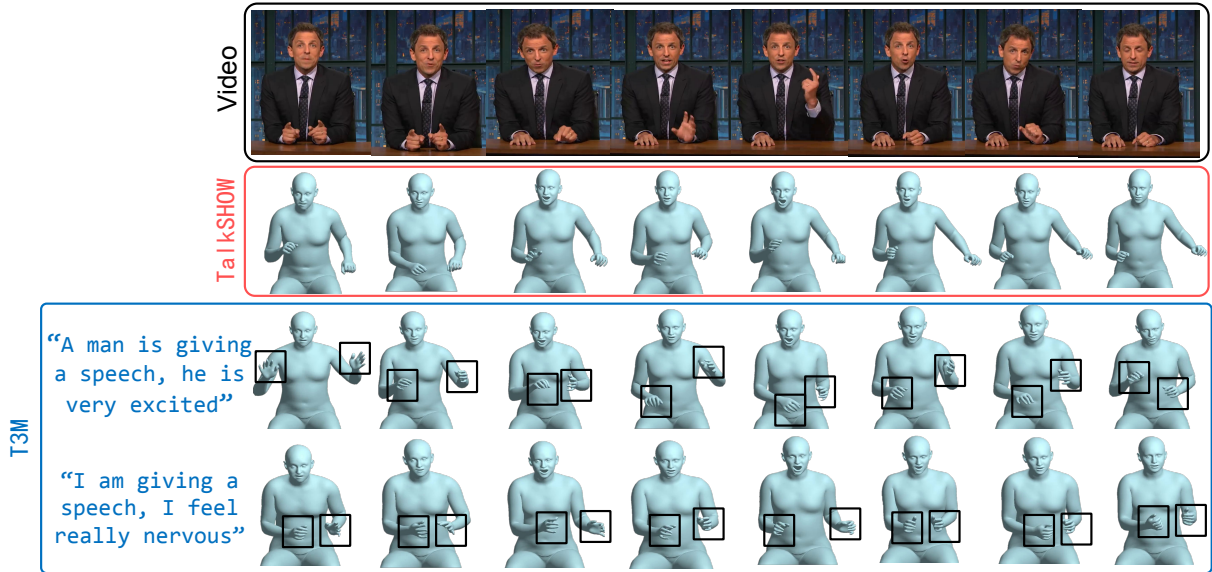 Video
TalkSHOW
T3M
“A man is giving
a speech, he is
very excited”
“I am giving a
speech, I feel
really nervous”